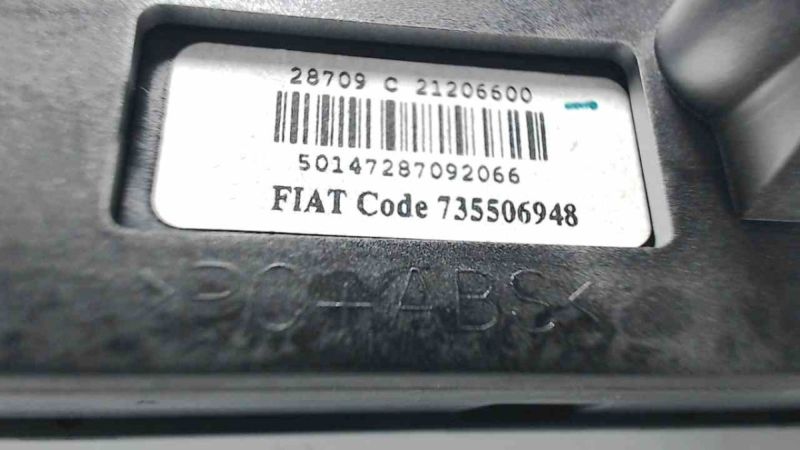 28709 C 21206600
50147287092066
FIAT Code 735506948
>PC+ABS<